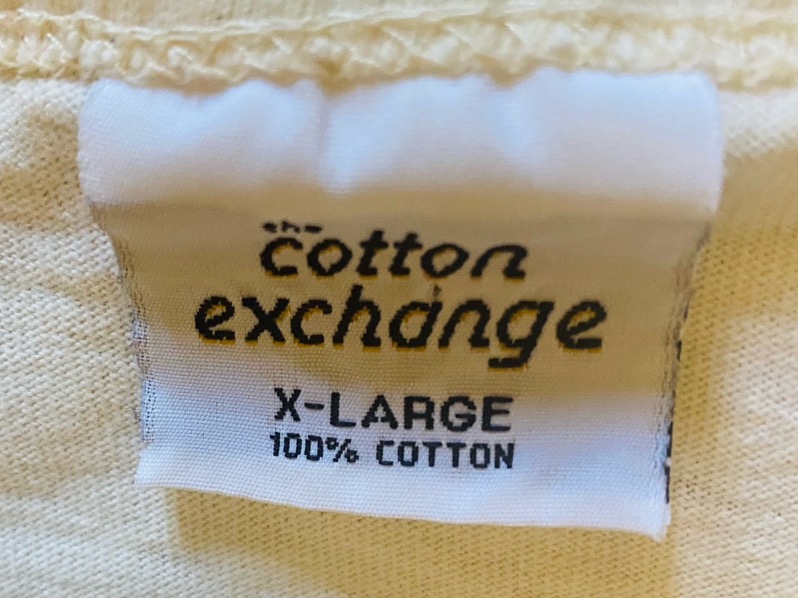 the
cotton
exchange
X-LARGE
100% COTTON